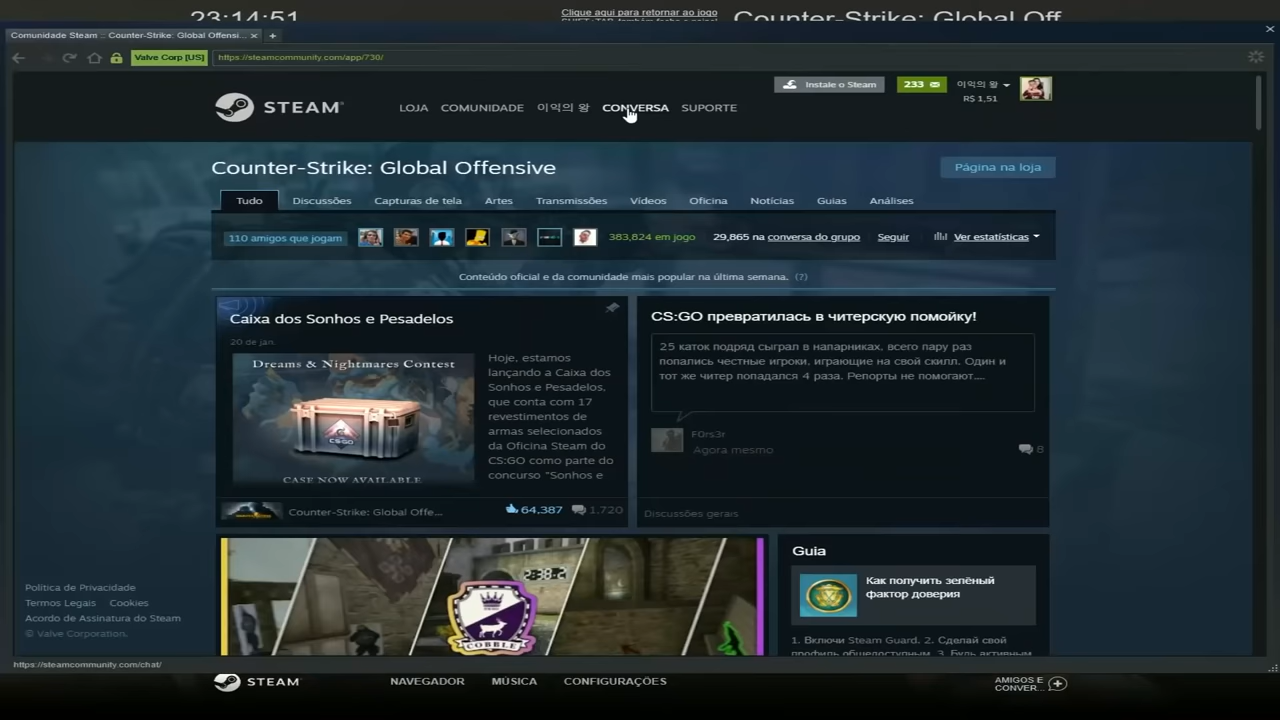 23:14:51
Clique aqui para retornar ao jogo
Counter-Strike: Global Off
Comunidade Steam :: Counter-Strike: Global Offensi...
Valve Corp [US]
https://steamcommunity.com/app/730/
Instale o Steam
233
이억의 왕
R$ 1,51
STEAM
LOJA
COMUNIDADE
이억의 왕
CONVERSA
SUPORTE
Counter-Strike: Global Offensive
Página na loja
Tudo
Discussões
Capturas de tela
Artes
Transmissões
Vídeos
Oficina
Notícias
Guias
Análises
110 amigos que jogam
383,824 em jogo
29,865 na conversa do grupo
Seguir
Ver estatísticas
Conteúdo oficial e da comunidade mais popular na última semana. (?)
Caixa dos Sonhos e Pesadelos
20 de jan.
Dreams & Nightmares Contest
CS:GO
CASE NOW AVAILABLE
Hoje, estamos
lançando a Caixa dos
Sonhos e Pesadelos,
que conta com 17
revestimentos de
armas selecionados
da Oficina Steam do
CS:GO como parte do
concurso "Sonhos e
Counter-Strike: Global Offe...
64,387
1,720
CS:GO превратилась в читерскую помойку!
25 каток подряд сыграл в напарниках, всего пару раз
попались честные игроки, играющие на свой скилл. Один и
тот же читер попадался 4 раза. Репорты не помогают....
F0rs3r
Agora mesmo
8
Discussões gerais
COBBLE
Guia
Как получить зелёный
фактор доверия
1. Включи Steam Guard. 2. Сделай свой
профиль общедоступным. 3. Будь активным
Política de Privacidade
Termos Legais
Cookies
Acordo de Assinatura do Steam
© Valve Corporation.
https://steamcommunity.com/chat/
STEAM
NAVEGADOR
MÚSICA
CONFIGURAÇÕES
AMIGOS E
CONVER...